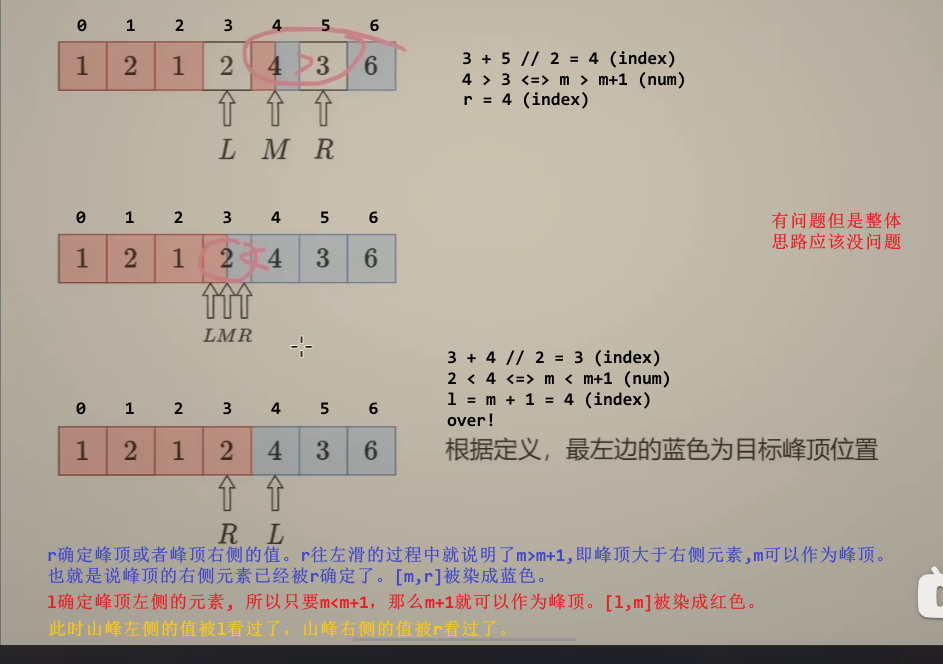 0 1 2 3 4 5 6
1 2 1 2 4 > 3 6
L M R
3 + 5 // 2 = 4 (index)
4 > 3 <=> m > m+1 (num)
r = 4 (index)
0 1 2 3 4 5 6
1 2 1 2 < 4 3 6
LMR
有问题但是整体
思路应该没问题
3 + 4 // 2 = 3 (index)
2 < 4 <=> m < m+1 (num)
l = m + 1 = 4 (index)
over!
根据定义，最左边的蓝色为目标峰顶位置
0 1 2 3 4 5 6
1 2 1 2 4 3 6
R L
r确定峰顶或者峰顶右侧的值。r往左滑的过程中就说明了m>m+1,即峰顶大于右侧元素,m可以作为峰顶。
也就是说峰顶的右侧元素已经被r确定了。[m,r]被染成蓝色。
l确定峰顶左侧的元素, 所以只要m<m+1, 那么m+1就可以作为峰顶。[l,m]被染成红色。
此时山峰左侧的值被l看过了, 山峰右侧的值被r看过了。